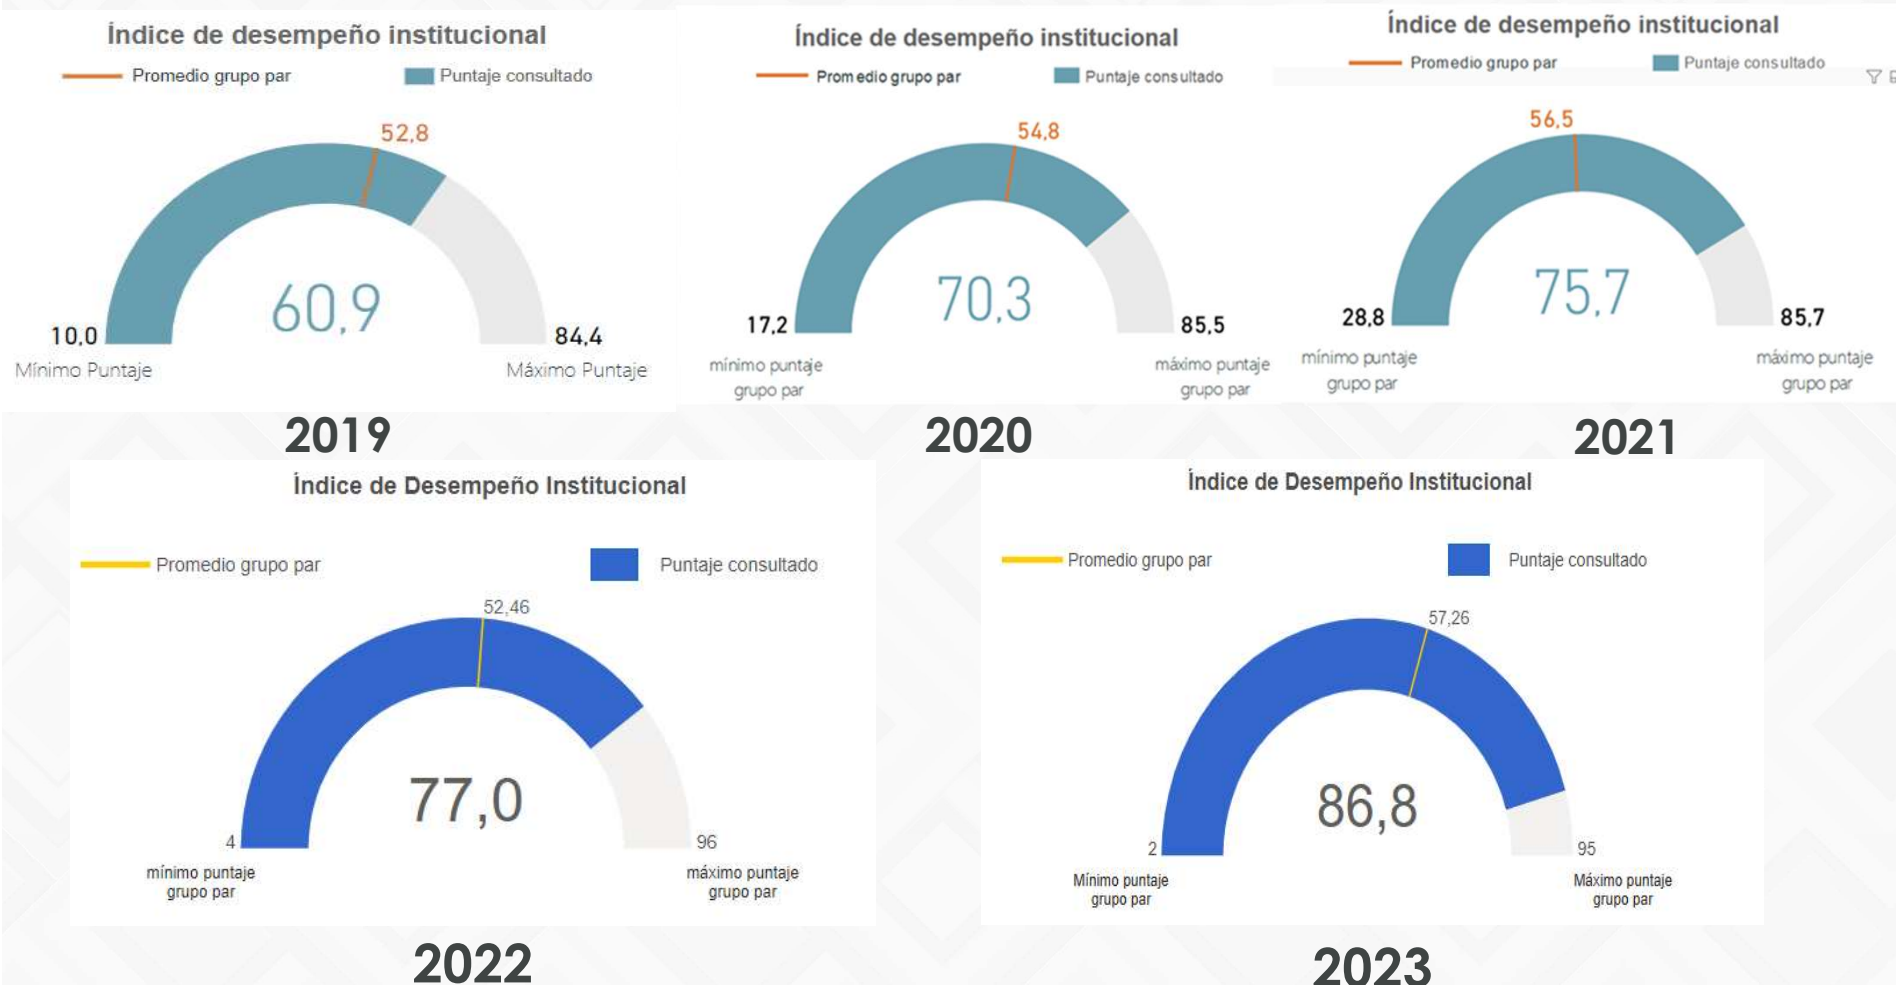 Índice de desempeño institucional
Promedio grupo par
Puntaje consultado
52,8
60,9
10,0
84,4
Mínimo Puntaje
Máximo Puntaje
2019
Índice de desempeño institucional
Promedio grupo par
Puntaje consultado
54,8
70,3
17,2
85,5
mínimo puntaje
grupo par
máximo puntaje
grupo par
2020
Índice de desempeño institucional
Promedio grupo par
Puntaje consultado
56,5
75,7
28,8
85,7
mínimo puntaje
grupo par
máximo puntaje
grupo par
2021
Índice de Desempeño Institucional
Promedio grupo par
Puntaje consultado
52,46
77,0
4
96
mínimo puntaje
grupo par
máximo puntaje
grupo par
2022
Índice de Desempeño Institucional
Promedio grupo par
Puntaje consultado
57,26
86,8
2
95
Mínimo puntaje
grupo par
Máximo puntaje
grupo par
2023